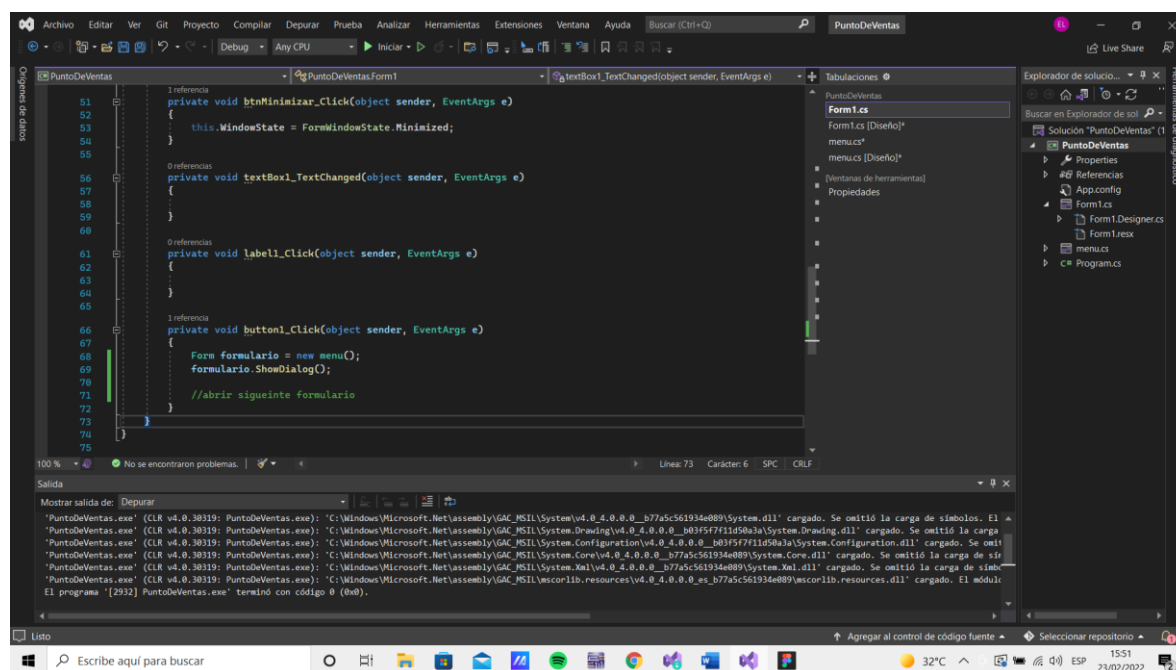 Archivo Editar Ver Git Proyecto Compilar Depurar Prueba Analizar Herramientas Extensiones Ventana Ayuda Buscar (Ctrl+Q) PuntoDeVentas EL
Debug Any CPU Iniciar Live Share
Orígenes de datos
PuntoDeVentas PuntoDeVentas.Form1 textBox1_TextChanged(object sender, EventArgs e)
1 referencia
51 private void btnMinimizar_Click(object sender, EventArgs e)
52 {
53 this.WindowState = FormWindowState.Minimized;
54 }
55
0 referencias
56 private void textBox1_TextChanged(object sender, EventArgs e)
57 {
58
59 }
60
0 referencias
61 private void label1_Click(object sender, EventArgs e)
62 {
63
64 }
65
1 referencia
66 private void button1_Click(object sender, EventArgs e)
67 {
68 Form formulario = new menu();
69 formulario.ShowDialog();
70
71 //abrir sigueinte formulario
72 }
73 }
74 }
75
100 % No se encontraron problemas. Línea: 73 Carácter: 6 SPC CRLF
Tabulaciones
PuntoDeVentas
Form1.cs
Form1.cs [Diseño]*
menu.cs*
menu.cs [Diseño]*
[Ventanas de herramientas]
Propiedades
Explorador de solucio...
Buscar en Explorador de sol
Solución "PuntoDeVentas" (1
PuntoDeVentas
Properties
Referencias
App.config
Form1.cs
Form1.Designer.cs
Form1.resx
menu.cs
C# Program.cs
Herramientas de diagnóstico
Salida
Mostrar salida de: Depurar
'PuntoDeVentas.exe' (CLR v4.0.30319: PuntoDeVentas.exe): 'C:\Windows\Microsoft.Net\assembly\GAC_MSIL\System\v4.0_4.0.0.0__b77a5c561934e089\System.dll' cargado. Se omitió la carga de símbolos. El
'PuntoDeVentas.exe' (CLR v4.0.30319: PuntoDeVentas.exe): 'C:\Windows\Microsoft.Net\assembly\GAC_MSIL\System.Drawing\v4.0_4.0.0.0__b03f5f7f11d50a3a\System.Drawing.dll' cargado. Se omitió la carga
'PuntoDeVentas.exe' (CLR v4.0.30319: PuntoDeVentas.exe): 'C:\Windows\Microsoft.Net\assembly\GAC_MSIL\System.Configuration\v4.0_4.0.0.0__b03f5f7f11d50a3a\System.Configuration.dll' cargado. Se omit
'PuntoDeVentas.exe' (CLR v4.0.30319: PuntoDeVentas.exe): 'C:\Windows\Microsoft.Net\assembly\GAC_MSIL\System.Core\v4.0_4.0.0.0__b77a5c561934e089\System.Core.dll' cargado. Se omitió la carga de sím
'PuntoDeVentas.exe' (CLR v4.0.30319: PuntoDeVentas.exe): 'C:\Windows\Microsoft.Net\assembly\GAC_MSIL\System.Xml\v4.0_4.0.0.0__b77a5c561934e089\System.Xml.dll' cargado. Se omitió la carga de símbo
'PuntoDeVentas.exe' (CLR v4.0.30319: PuntoDeVentas.exe): 'C:\Windows\Microsoft.Net\assembly\GAC_MSIL\mscorlib.resources\v4.0_4.0.0.0_es_b77a5c561934e089\mscorlib.resources.dll' cargado. El módulo
El programa '[2932] PuntoDeVentas.exe' terminó con código 0 (0x0).
Listo Agregar al control de código fuente Seleccionar repositorio
Escribe aquí para buscar 32°C ESP 15:51
23/02/2022